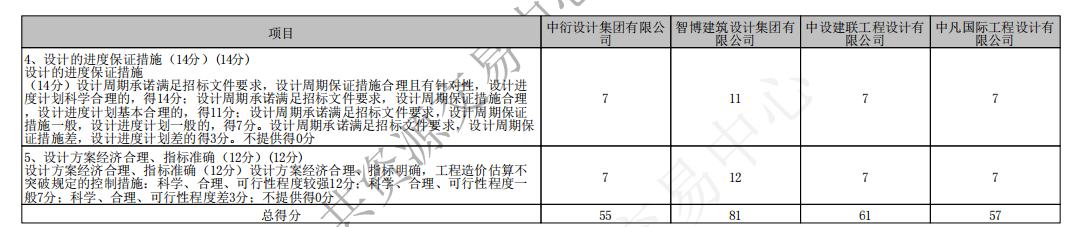 项目
中衍设计集团有限公
司
智博建筑设计集团有
限公司
中设建联工程设计有
限公司
中凡国际工程设计有
限公司
4、设计的进度保证措施（14分）(14分)
设计的进度保证措施
（14分）设计周期承诺满足招标文件要求，设计周期保证措施合理且有针对性，设计进
度计划科学合理的，得14分；设计周期承诺满足招标文件要求，设计周期保证措施合理
，设计进度计划基本合理的，得11分；设计周期承诺满足招标文件要求，设计周期保证
措施一般，设计进度计划一般的，得7分。设计周期承诺满足招标文件要求，设计周期保
证措施差，设计进度计划差的得3分。不提供得0分
7
11
7
7
5、设计方案经济合理、指标准确（12分）(12分)
设计方案经济合理、指标准确（12分）设计方案经济合理、指标明确，工程造价估算不
突破规定的控制措施：科学、合理、可行性程度较强12分；科学、合理、可行性程度一
般7分；科学、合理、可行性程度差3分；不提供得0分
7
12
7
7
总得分
55
81
61
57
共资源交易中心
易中心